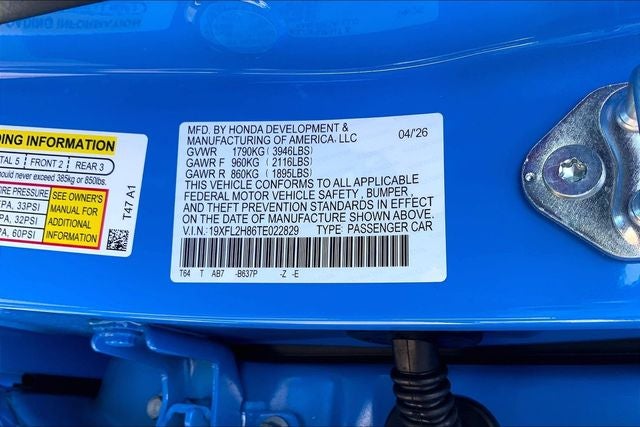 DING INFORMATION
TAL 5 FRONT 2 REAR 3
hould never exceed 385kg or 850lbs.
RE PRESSURE
PA, 33PSI
PA, 32PSI
PA, 60PSI
SEE OWNER'S
MANUAL FOR
ADDITIONAL
INFORMATION
T47 A1
MFD. BY HONDA DEVELOPMENT &
MANUFACTURING OF AMERICA, LLC 04/'26
GVWR 1790KG ( 3946LBS)
GAWR F 960KG ( 2116LBS)
GAWR R 860KG ( 1895LBS)
THIS VEHICLE CONFORMS TO ALL APPLICABLE
FEDERAL MOTOR VEHICLE SAFETY , BUMPER ,
AND THEFT PREVENTION STANDARDS IN EFFECT
ON THE DATE OF MANUFACTURE SHOWN ABOVE.
V.I.N.: 19XFL2H86TE022829 TYPE: PASSENGER CAR
T64 T AB7 -B637P -Z -E